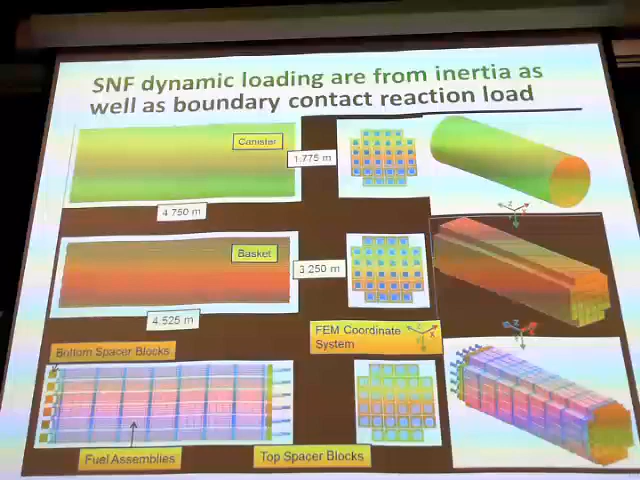 SNF dynamic loading are from inertia as
well as boundary contact reaction load
Canister
1.775 m
4.750 m
Basket
3.250 m
4.525 m
FEM Coordinate
System
X
Bottom Spacer Blocks
Fuel Assemblies
Top Spacer Blocks